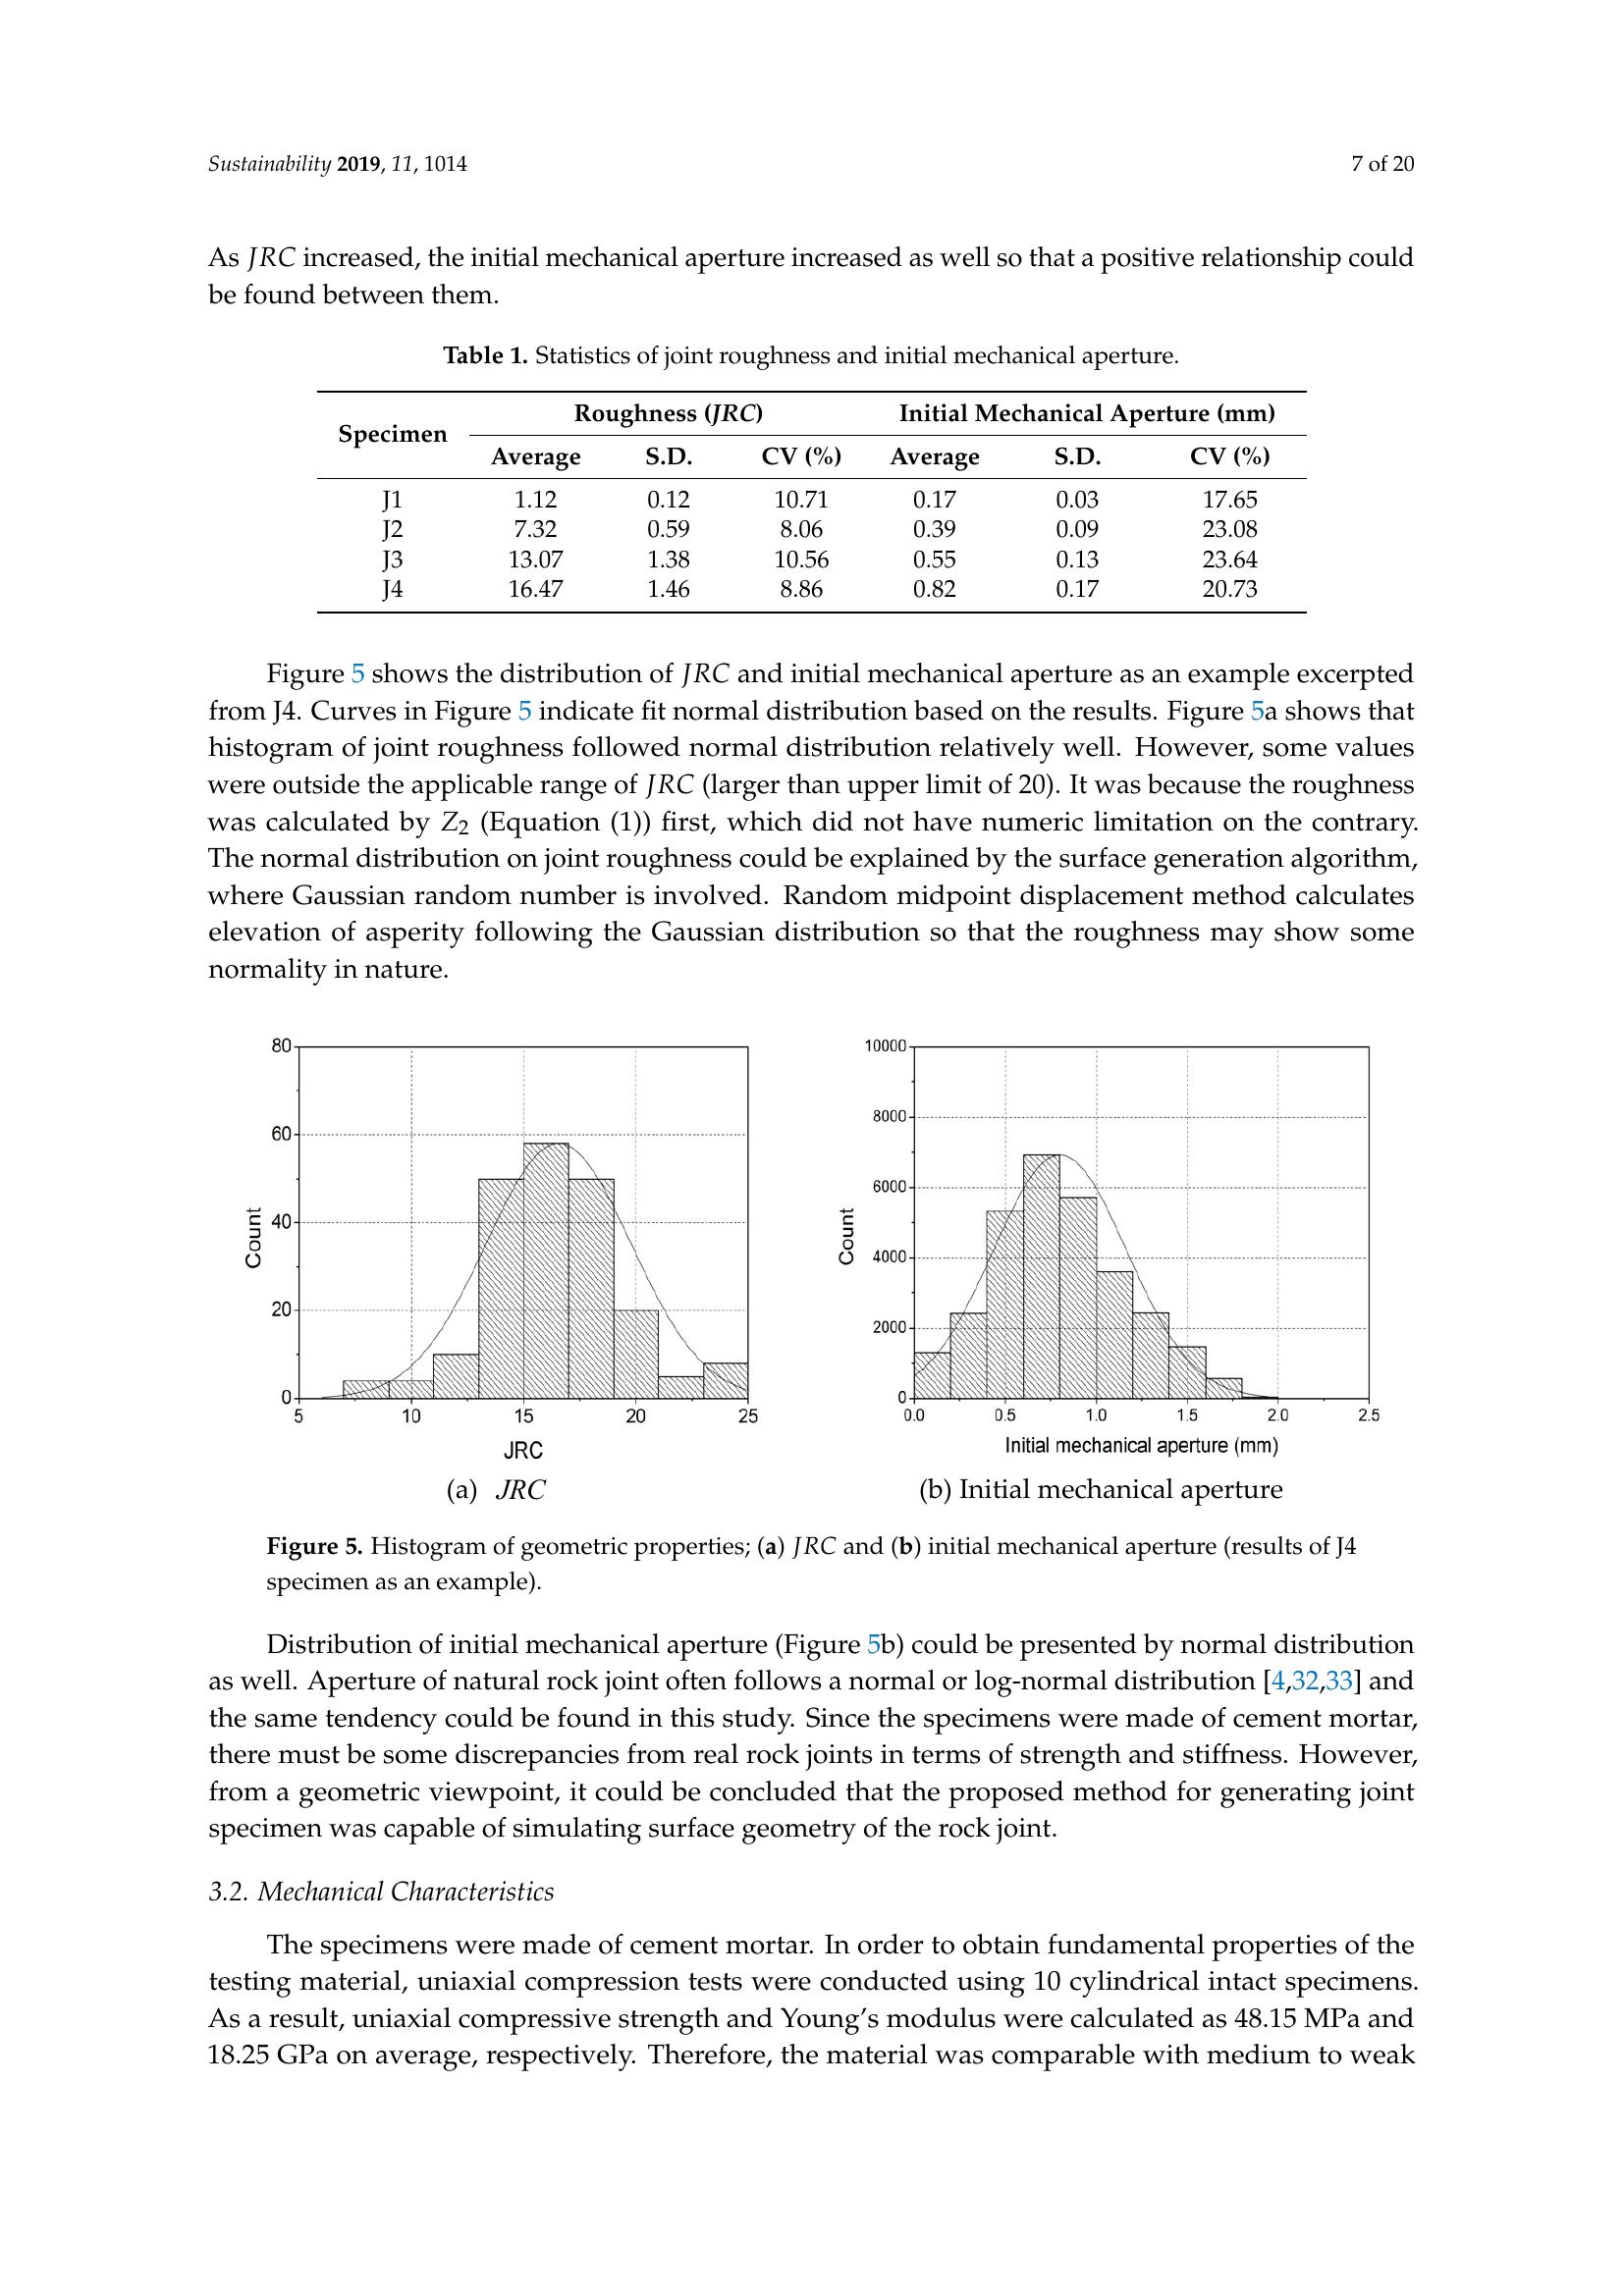 Sustainability 2019, 11, 1014 7 of 20
As JRC increased, the initial mechanical aperture increased as well so that a positive relationship could
be found between them.
Table 1. Statistics of joint roughness and initial mechanical aperture.
Specimen Roughness (JRC) Initial Mechanical Aperture (mm)
Average S.D. CV (%) Average S.D. CV (%)
J1 1.12 0.12 10.71 0.17 0.03 17.65
J2 7.32 0.59 8.06 0.39 0.09 23.08
J3 13.07 1.38 10.56 0.55 0.13 23.64
J4 16.47 1.46 8.86 0.82 0.17 20.73
Figure 5 shows the distribution of JRC and initial mechanical aperture as an example excerpted
from J4. Curves in Figure 5 indicate fit normal distribution based on the results. Figure 5a shows that
histogram of joint roughness followed normal distribution relatively well. However, some values
were outside the applicable range of JRC (larger than upper limit of 20). It was because the roughness
was calculated by Z2 (Equation (1)) first, which did not have numeric limitation on the contrary.
The normal distribution on joint roughness could be explained by the surface generation algorithm,
where Gaussian random number is involved. Random midpoint displacement method calculates
elevation of asperity following the Gaussian distribution so that the roughness may show some
normality in nature.
80
60
40
20
0
Count
5 10 15 20 25
JRC
(a) JRC
10000
8000
6000
4000
2000
0
Count
0.0 0.5 1.0 1.5 2.0 2.5
Initial mechanical aperture (mm)
(b) Initial mechanical aperture
Figure 5. Histogram of geometric properties; (a) JRC and (b) initial mechanical aperture (results of J4
specimen as an example).
Distribution of initial mechanical aperture (Figure 5b) could be presented by normal distribution
as well. Aperture of natural rock joint often follows a normal or log-normal distribution [4,32,33] and
the same tendency could be found in this study. Since the specimens were made of cement mortar,
there must be some discrepancies from real rock joints in terms of strength and stiffness. However,
from a geometric viewpoint, it could be concluded that the proposed method for generating joint
specimen was capable of simulating surface geometry of the rock joint.
3.2. Mechanical Characteristics
The specimens were made of cement mortar. In order to obtain fundamental properties of the
testing material, uniaxial compression tests were conducted using 10 cylindrical intact specimens.
As a result, uniaxial compressive strength and Young's modulus were calculated as 48.15 MPa and
18.25 GPa on average, respectively. Therefore, the material was comparable with medium to weak